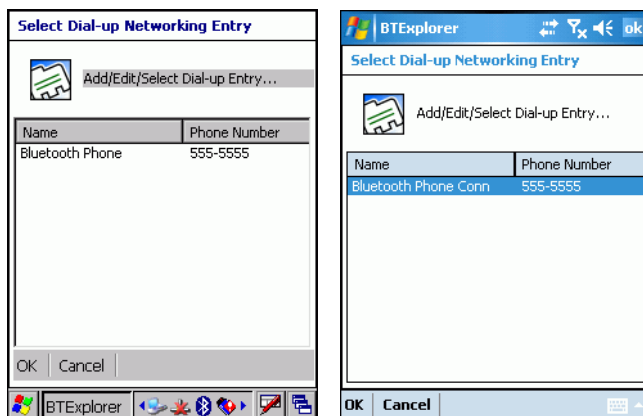 Select Dial-up Networking Entry
Add/Edit/Select Dial-up Entry...
Name Phone Number
Bluetooth Phone 555-5555
OK Cancel
BTExplorer
BTExplorer ok
Select Dial-up Networking Entry
Add/Edit/Select Dial-up Entry...
Name Phone Number
Bluetooth Phone Conn 555-5555
OK Cancel